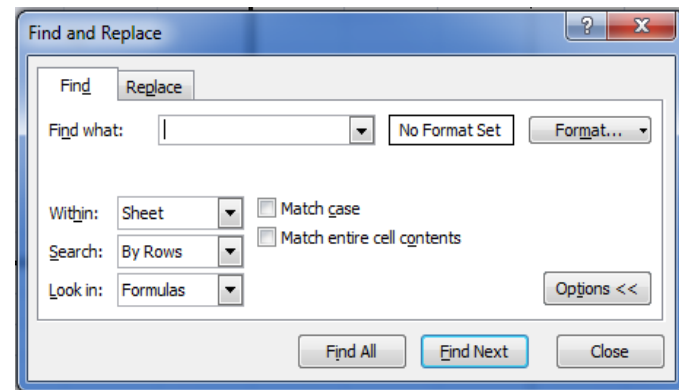 Find and Replace
Find Replace
Find what: No Format Set Format...
Within: Sheet Match case
Match entire cell contents
Search: By Rows
Look in: Formulas Options <<
Find All Find Next Close